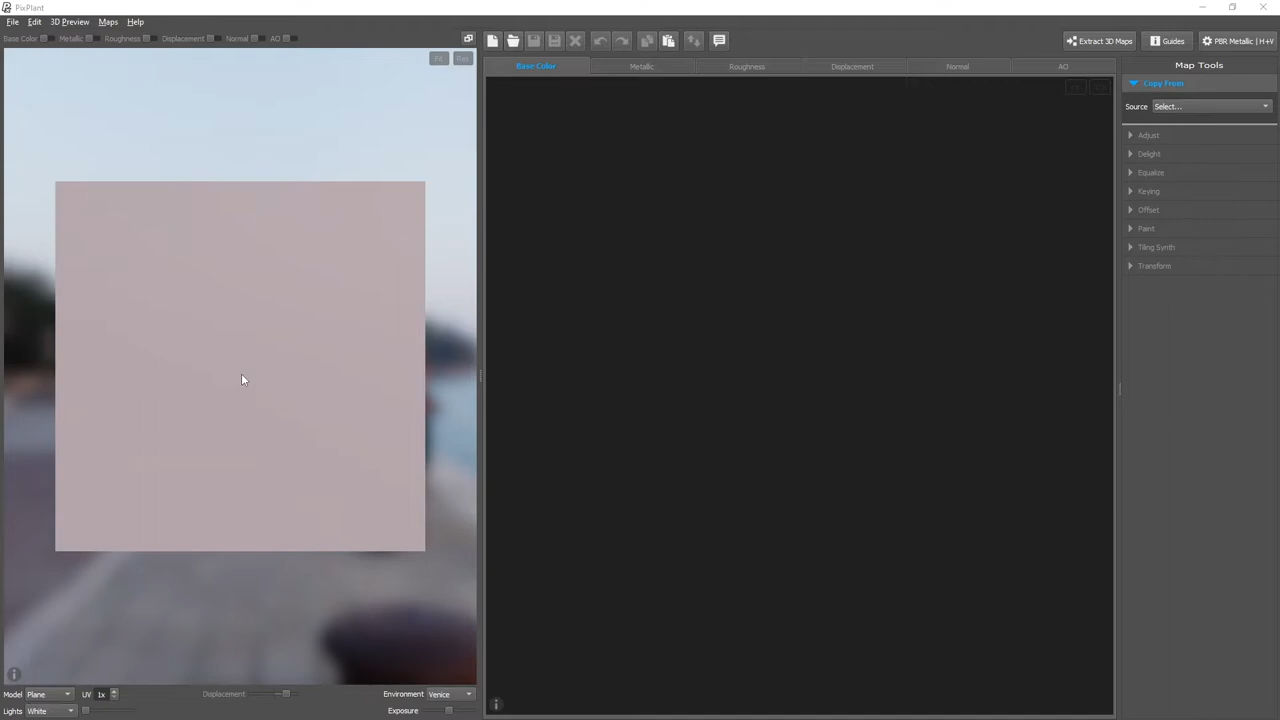 PixPlant
File Edit 3D Preview Maps Help
Base Color Metallic Roughness Displacement Normal AO
Extract 3D Maps Guides PBR Metallic | H+V
Fit Res
Base Color Metallic Roughness Displacement Normal AO
Map Tools
Copy From
Source Select...
Adjust
Delight
Equalize
Keying
Offset
Paint
Tiling Synth
Transform
Model Plane UV 1x Displacement Environment Venice
Lights White Exposure